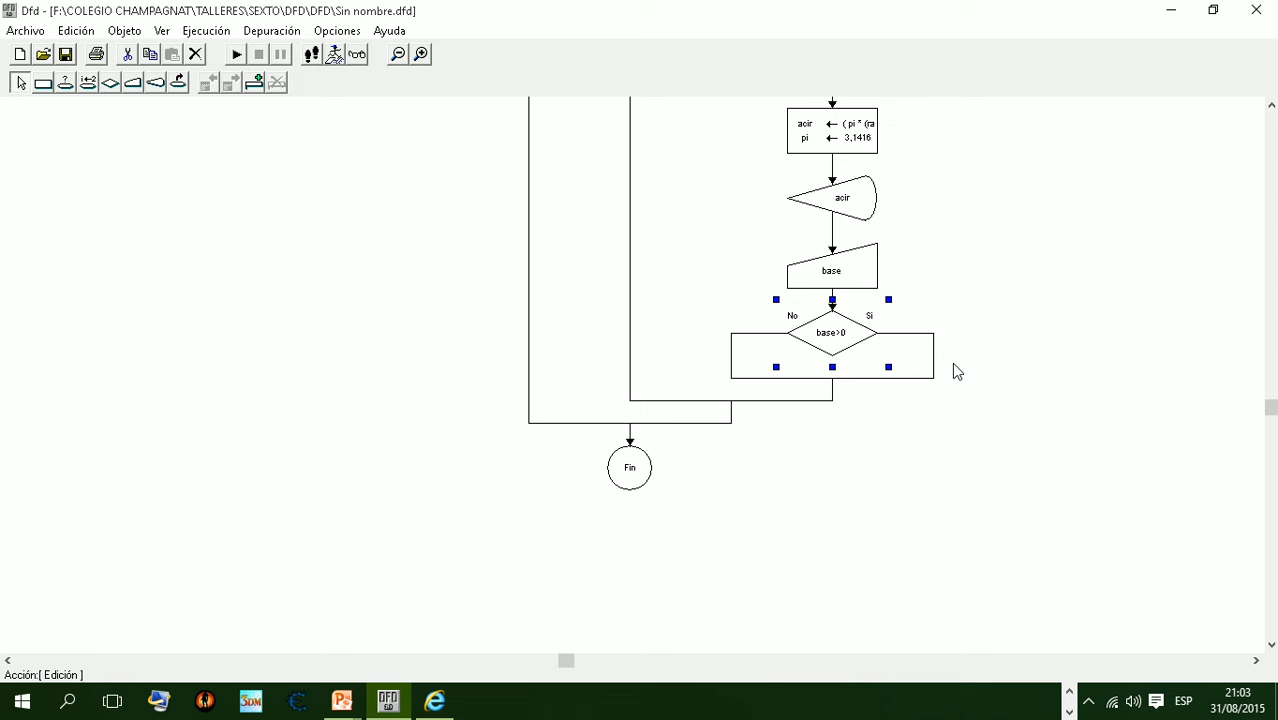 Dfd - [F:\COLEGIO CHAMPAGNAT\TALLERES\SEXTO\DFD\DFD\Sin nombre.dfd]
Archivo Edición Objeto Ver Ejecución Depuración Opciones Ayuda
acir ← ( pi * (ra
pi ← 3,1416
acir
base
No Si
base>0
Fin
Acción:[ Edición ]
21:03
ESP
31/08/2015